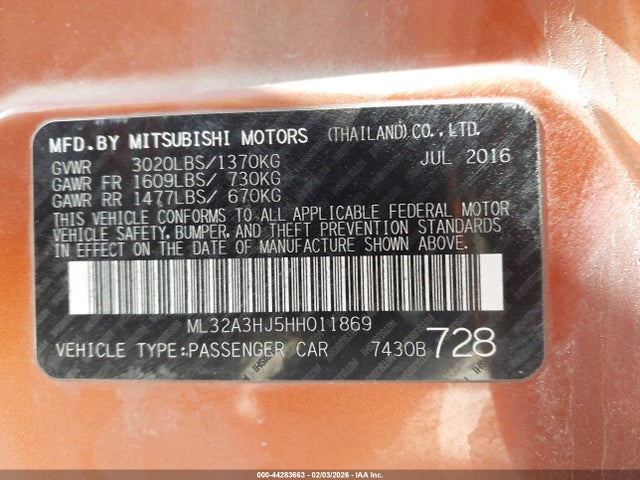 MFD.BY MITSUBISHI MOTORS (THAILAND)CO.,LTD.
GVWR 3020LBS/1370KG JUL 2016
GAWR FR 1609LBS/ 730KG
GAWR RR 1477LBS/ 670KG
THIS VEHICLE CONFORMS TO ALL APPLICABLE FEDERAL MOTOR
VEHICLE SAFETY, BUMPER, AND THEFT PREVENTION STANDARDS
IN EFFECT ON THE DATE OF MANUFACTURE SHOWN ABOVE.
ML32A3HJ5HH011869
VEHICLE TYPE:PASSENGER CAR 7430B 728
000-44283663 - 02/03/2026 - IAA Inc.